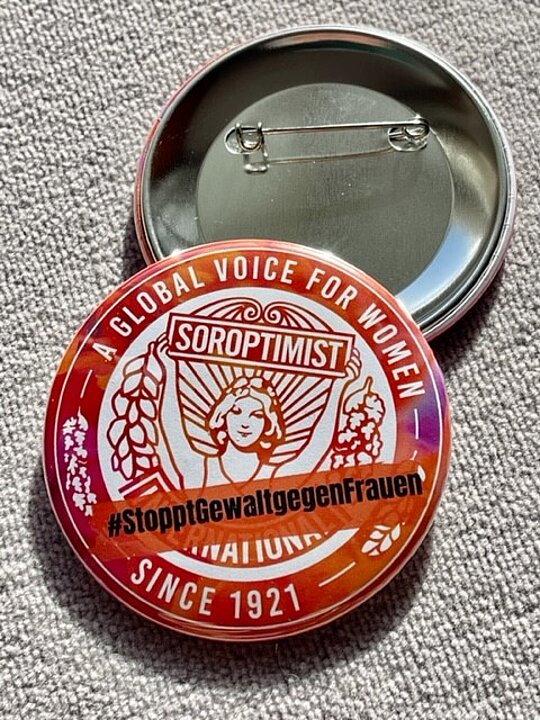 A GLOBAL VOICE FOR WOMEN
SOROPTIMIST
#StopptGewaltgegenFrauen
SINCE 1921